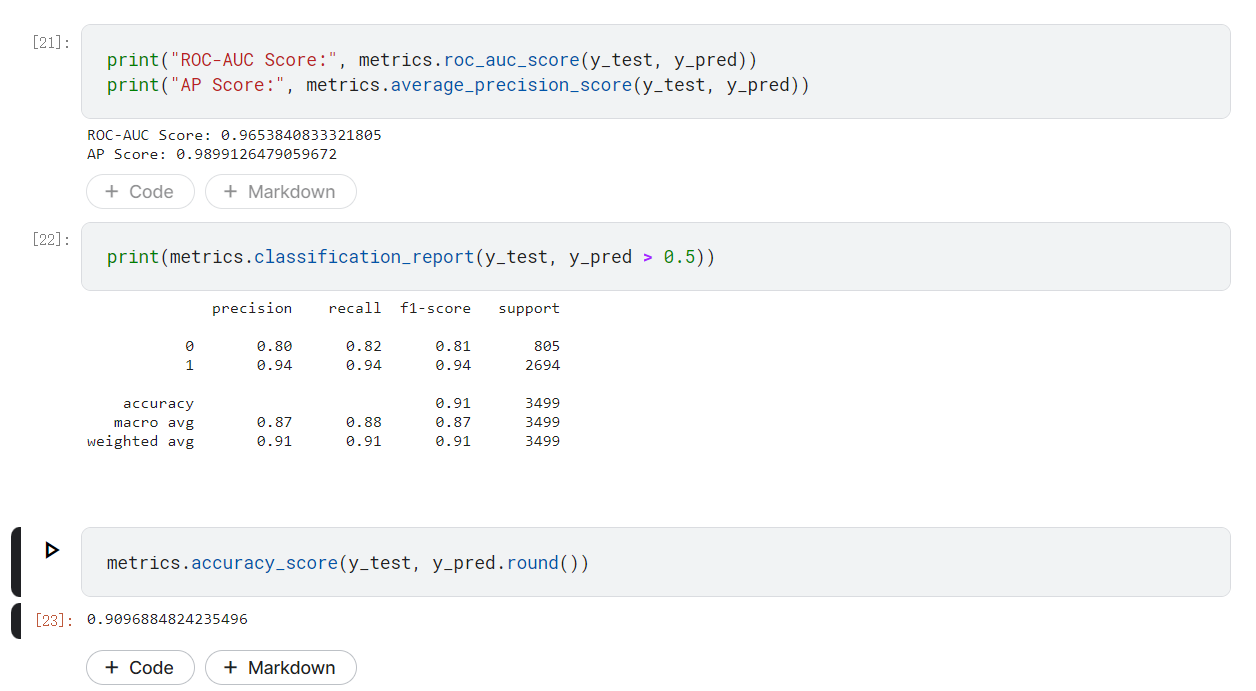 [21]:
print("ROC-AUC Score:", metrics.roc_auc_score(y_test, y_pred))
print("AP Score:", metrics.average_precision_score(y_test, y_pred))
ROC-AUC Score: 0.9653840833321805
AP Score: 0.9899126479059672
+ Code + Markdown
[22]:
print(metrics.classification_report(y_test, y_pred > 0.5))
precision recall f1-score support
0 0.80 0.82 0.81 805
1 0.94 0.94 0.94 2694
accuracy 0.91 3499
macro avg 0.87 0.88 0.87 3499
weighted avg 0.91 0.91 0.91 3499
metrics.accuracy_score(y_test, y_pred.round())
[23]: 0.9096884824235496
+ Code + Markdown